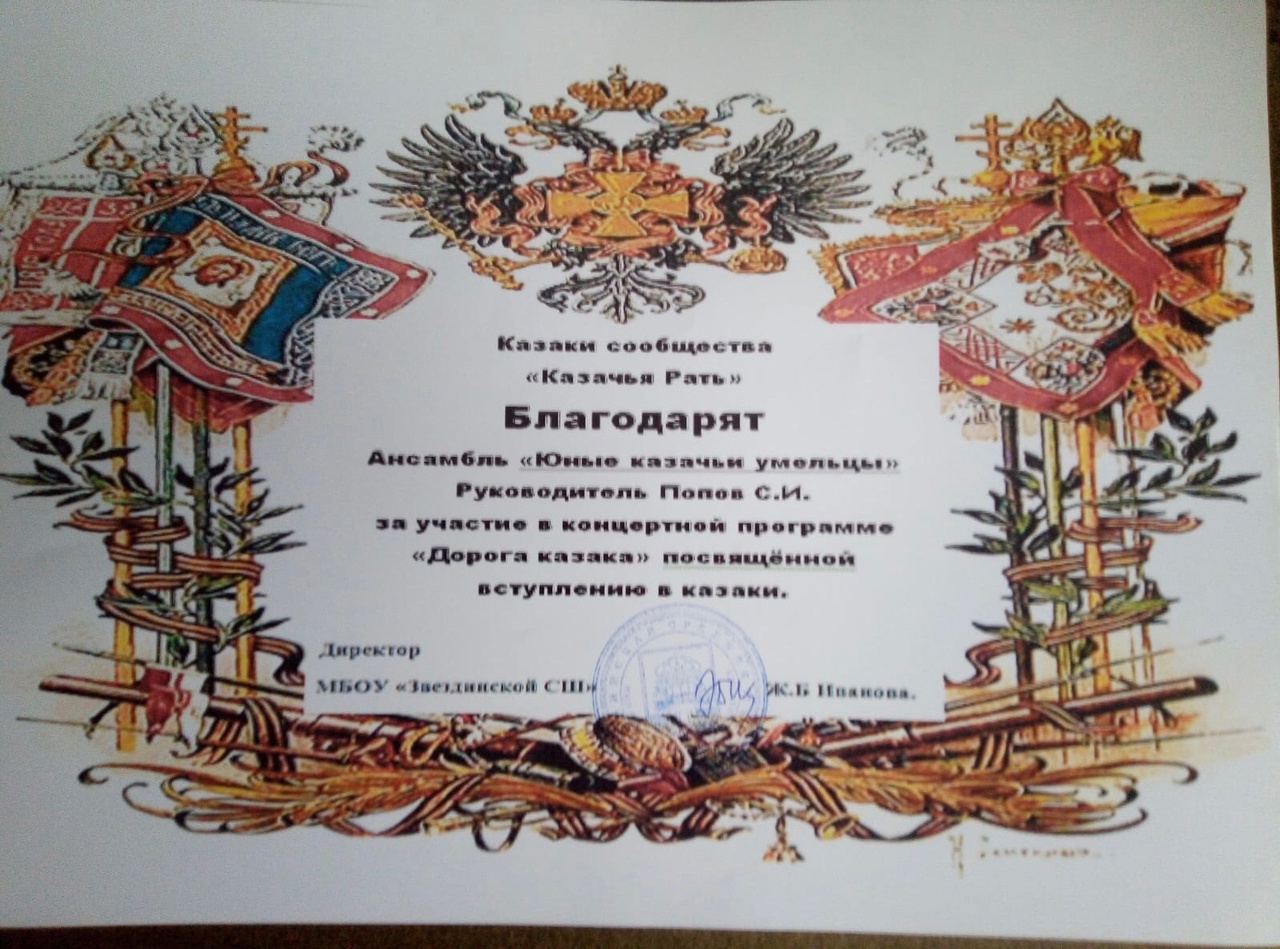 Казаки сообщества
«Казачья Рать»
Благодарят
Ансамбль «Юные казачьи умельцы»
Руководитель Попов С.И.
за участие в концертной программе
«Дорога казака» посвящённой
вступлению в казаки.
Директор
МБОУ «Звездинской СШ» Ж.Б Иванова.